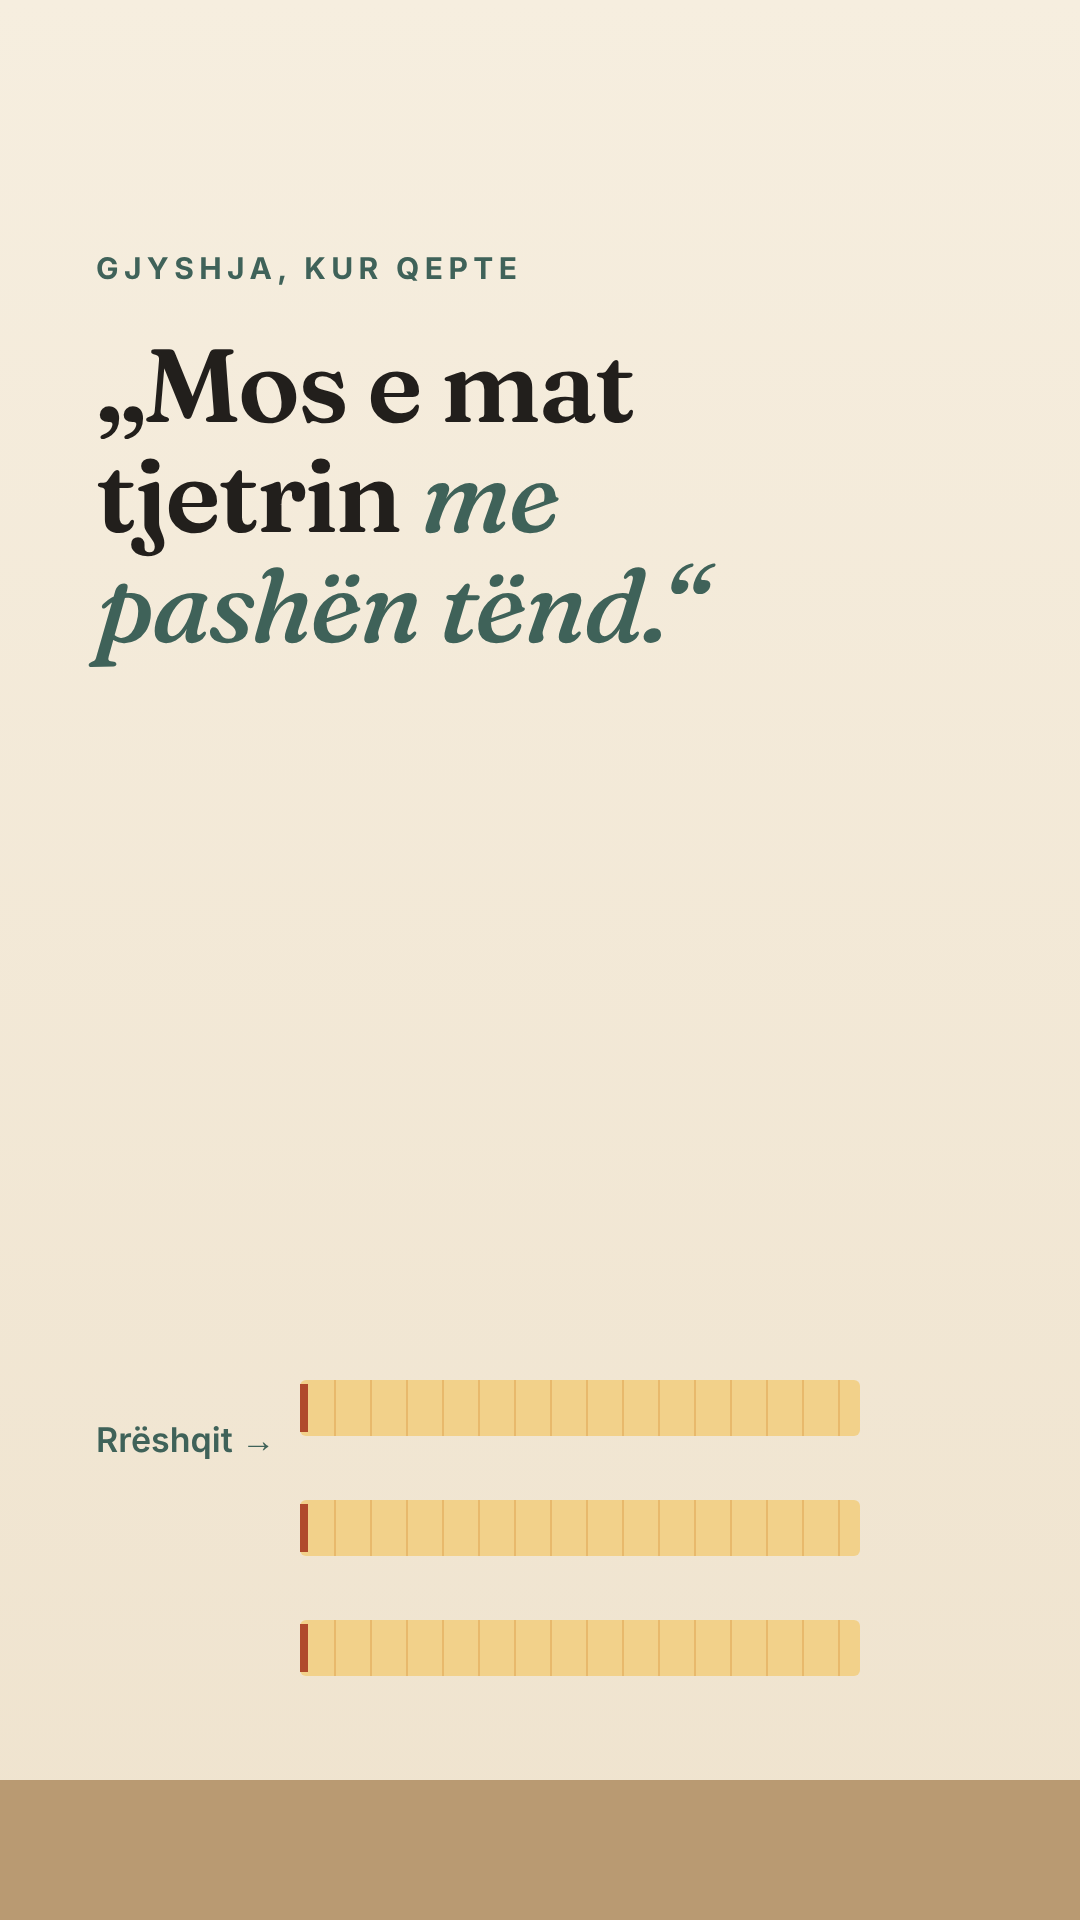 GJYSHJA, KUR QEPTE
„Mos e mat
tjetrin me
pashën tënd.“
Rrëshqit →